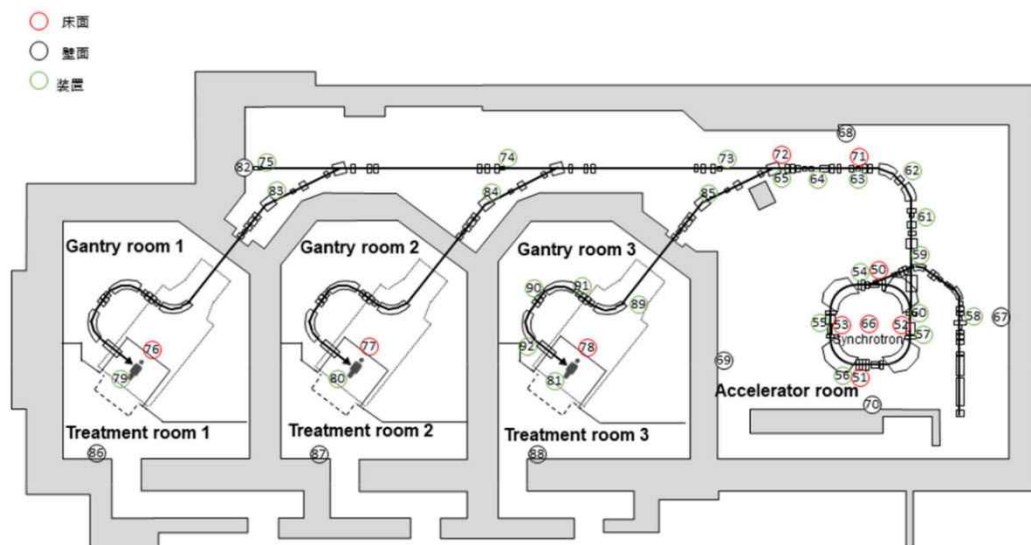 床面
壁面
装置
68
82 75 74 73 72 71
65 64 63 62
83 84 85
61
Gantry room 1 Gantry room 2 Gantry room 3
59
54 50
90 91 89
60
55 53 66 52 58 67
Synchrotron 57
92
76 77 78
69
79 80 81
56 51
Accelerator room
70
Treatment room 1 Treatment room 2 Treatment room 3
86 87 88